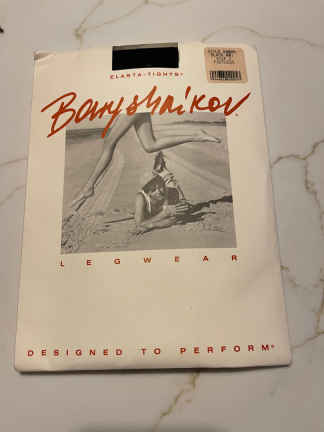 ELASTA-TIGHTS®
Baryshnikov
LEGWEAR
DESIGNED TO PERFORM®